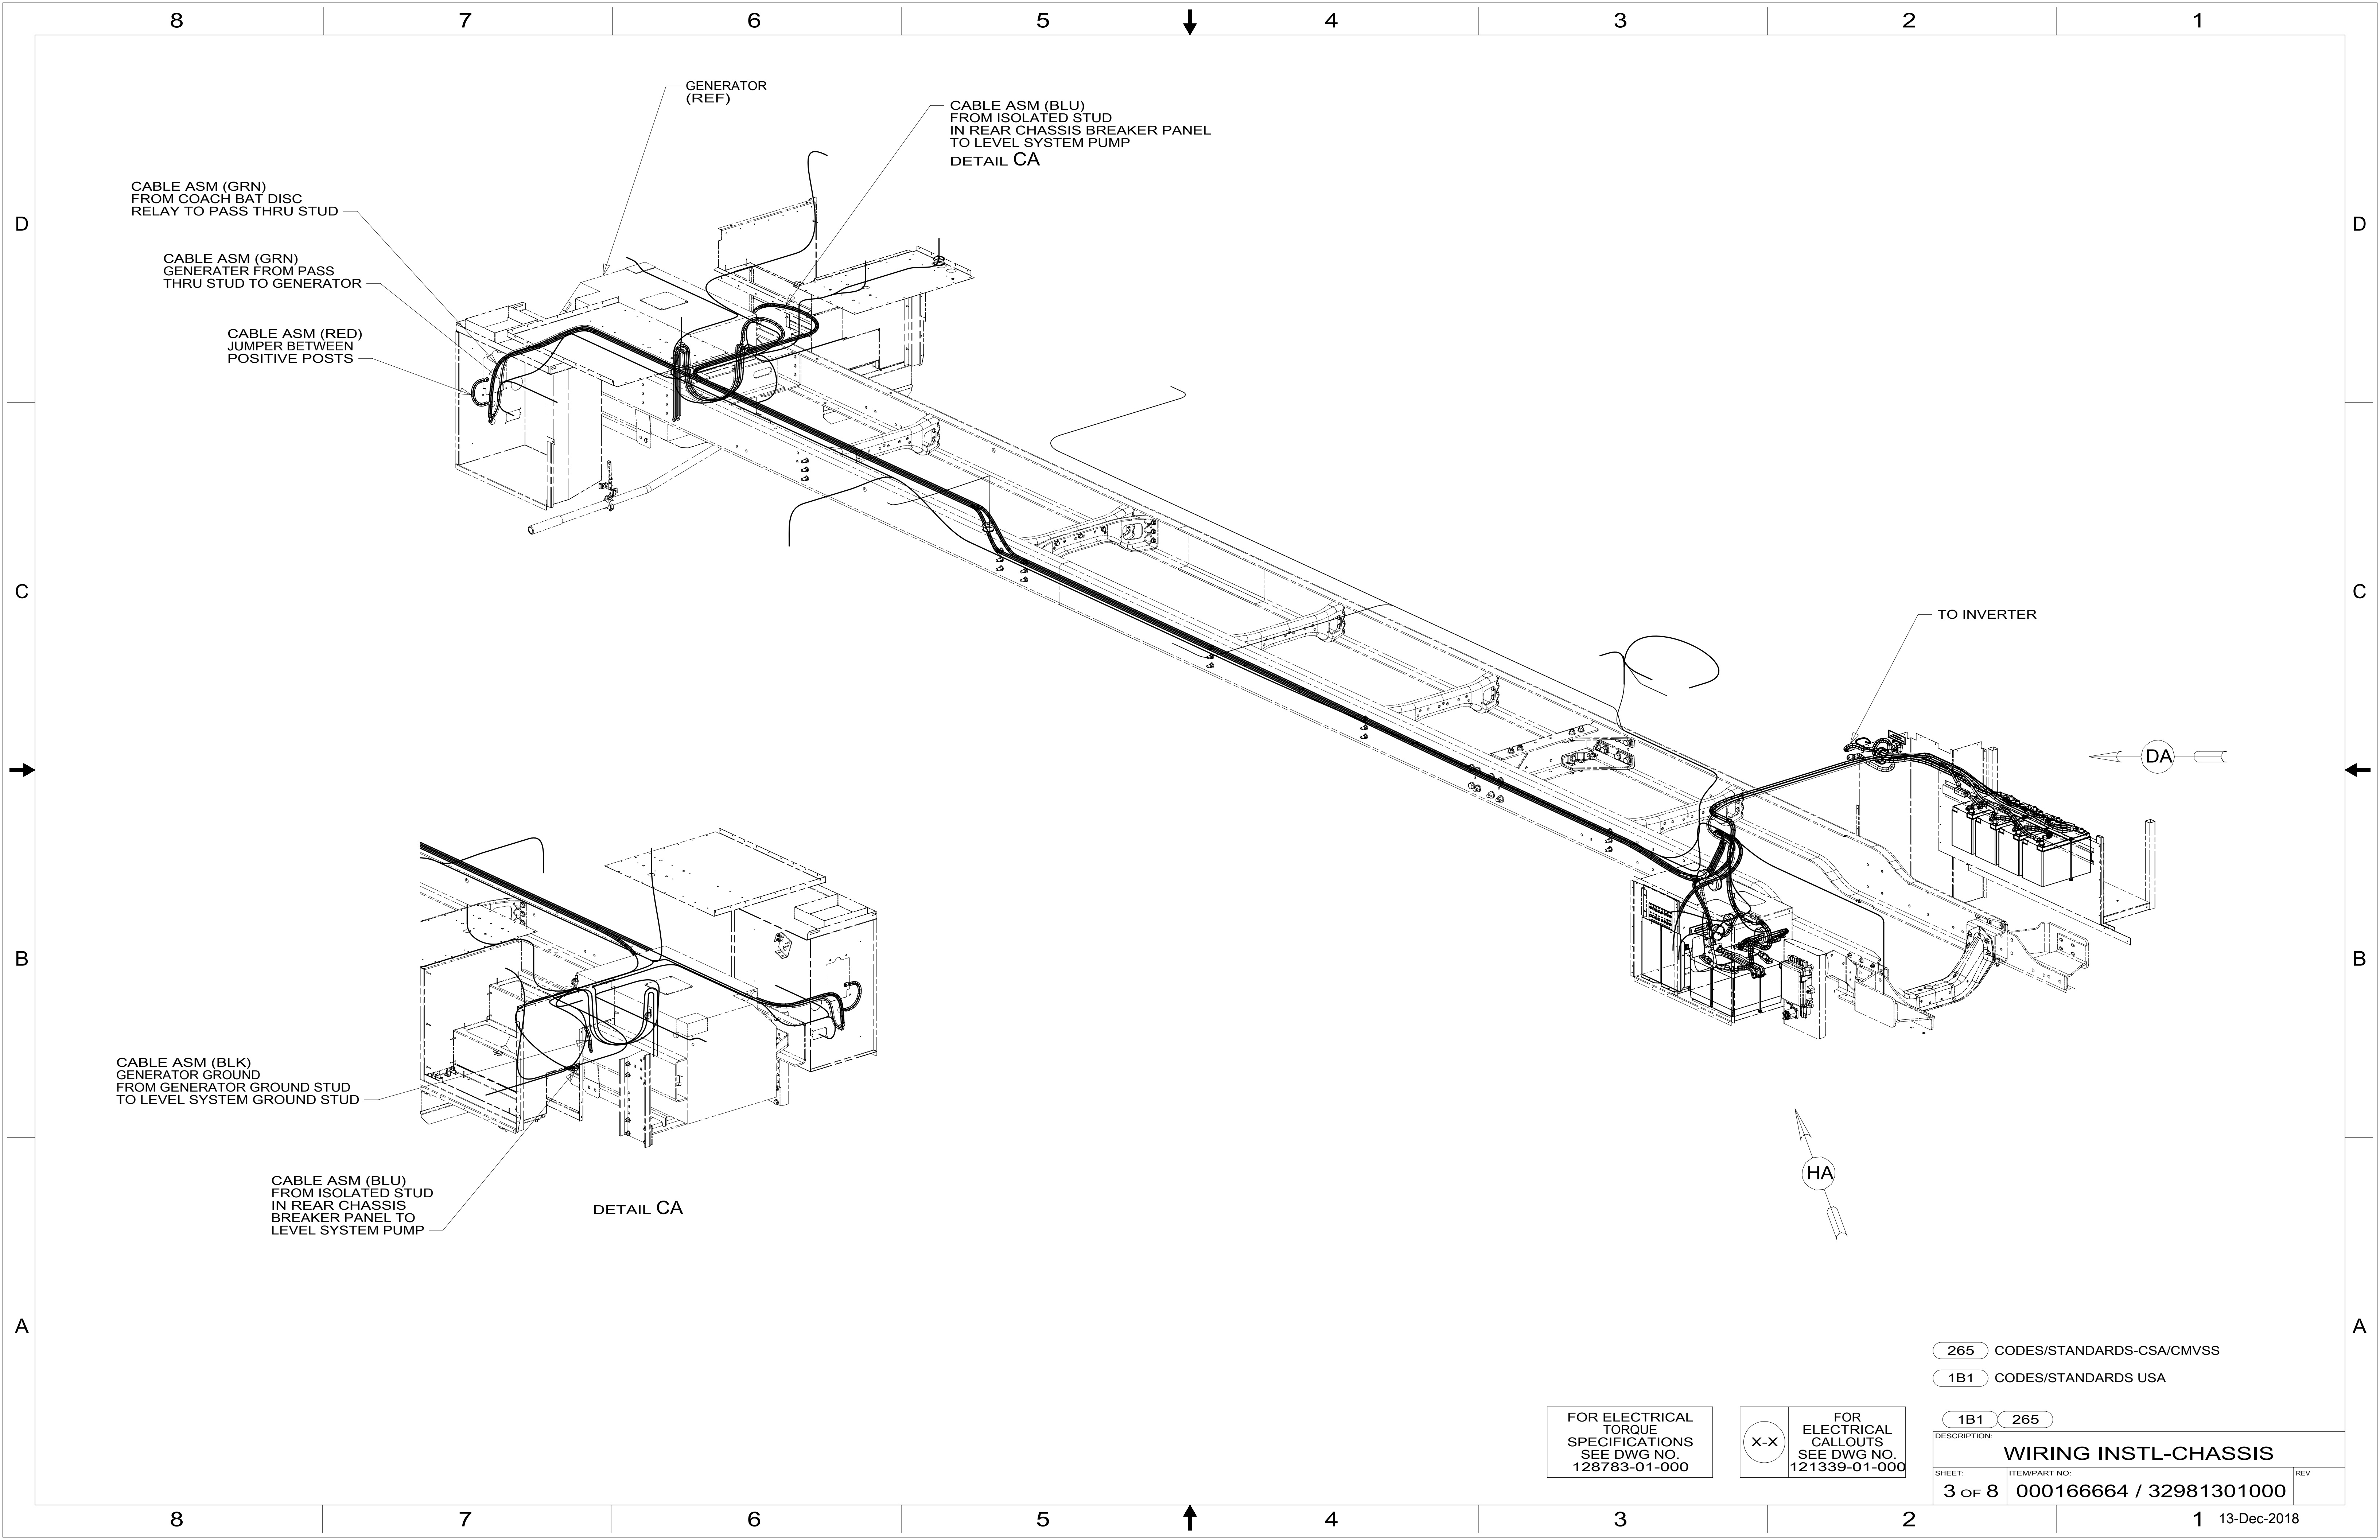 8 7 6 5 4 3 2 1
GENERATOR
(REF)
CABLE ASM (BLU)
FROM ISOLATED STUD
IN REAR CHASSIS BREAKER PANEL
TO LEVEL SYSTEM PUMP
DETAIL CA
CABLE ASM (GRN)
FROM COACH BAT DISC
RELAY TO PASS THRU STUD
D
D
CABLE ASM (GRN)
GENERATER FROM PASS
THRU STUD TO GENERATOR
CABLE ASM (RED)
JUMPER BETWEEN
POSITIVE POSTS
C
C
TO INVERTER
DA
B
B
CABLE ASM (BLK)
GENERATOR GROUND
FROM GENERATOR GROUND STUD
TO LEVEL SYSTEM GROUND STUD
CABLE ASM (BLU)
FROM ISOLATED STUD
IN REAR CHASSIS
BREAKER PANEL TO
LEVEL SYSTEM PUMP
DETAIL CA
HA
A
A
265 CODES/STANDARDS-CSA/CMVSS
1B1 CODES/STANDARDS USA
FOR ELECTRICAL
TORQUE
SPECIFICATIONS
SEE DWG NO.
128783-01-000
X-X
FOR
ELECTRICAL
CALLOUTS
SEE DWG NO.
121339-01-000
1B1 265
DESCRIPTION:
WIRING INSTL-CHASSIS
SHEET:
3 OF 8
ITEM/PART NO:
000166664 / 32981301000
REV
8 7 6 5 4 3 2 1
13-Dec-2018